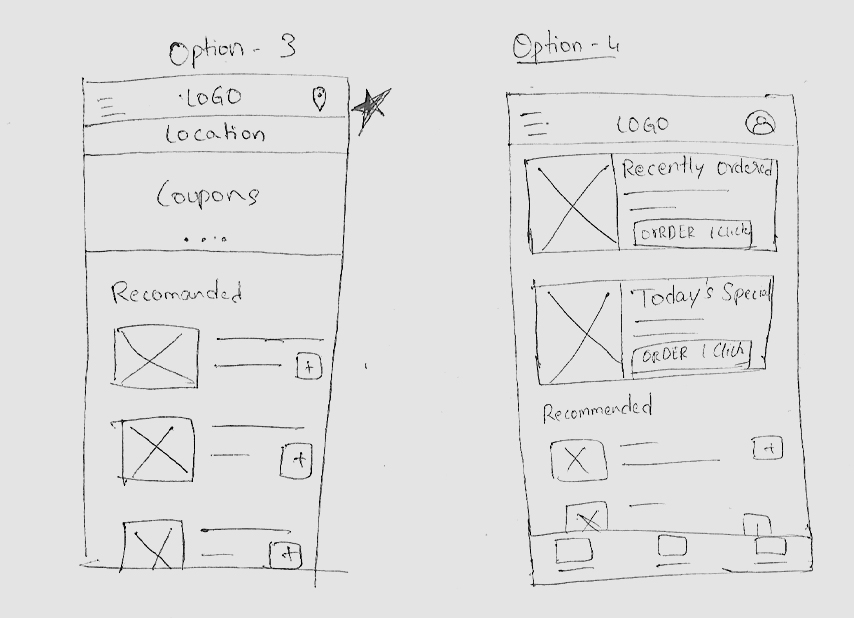 Option - 3
LOGO
Location
Coupons
Recomanded
+
+
+
Option - 4
LOGO
Recently Ordered
ORDER 1 Click
Today's Special
ORDER 1 Click
Recommended
+